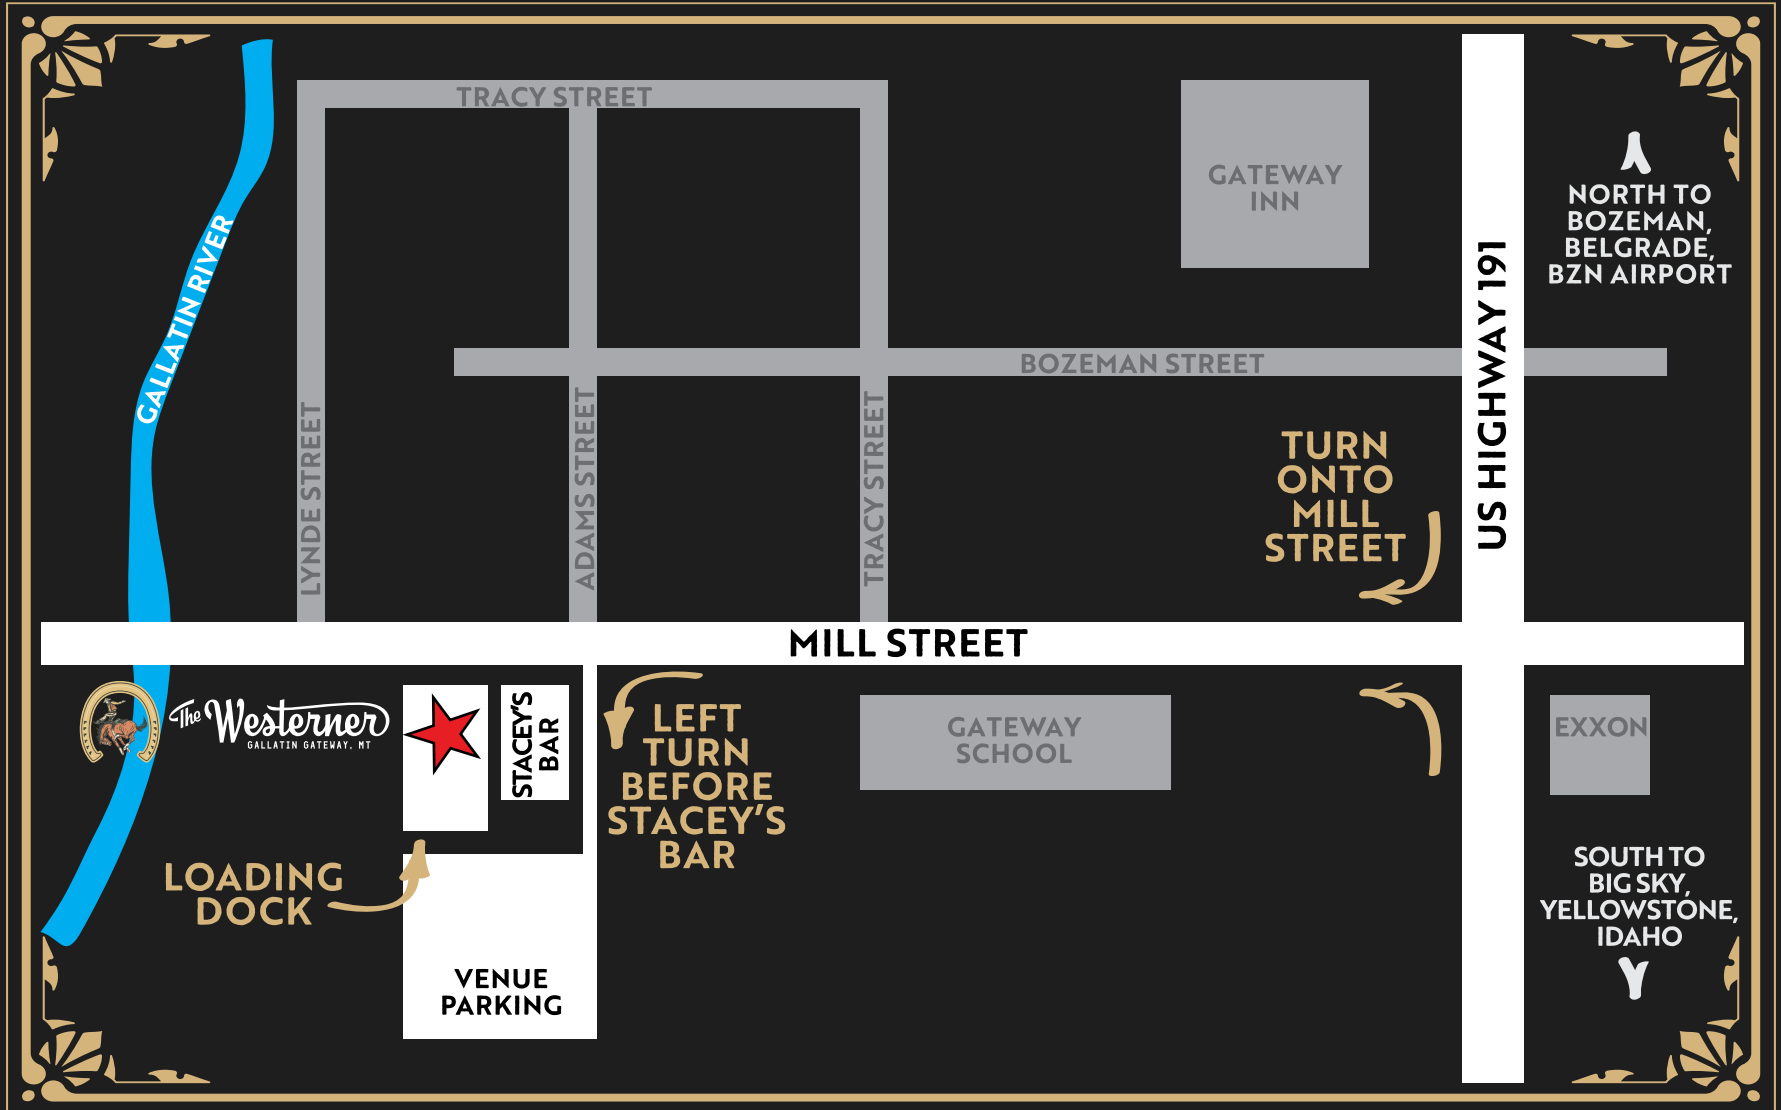 TRACY STREET
GATEWAY
INN
NORTH TO
BOZEMAN,
BELGRADE,
BZN AIRPORT
GALLATIN RIVER
US HIGHWAY 191
BOZEMAN STREET
LYNDE STREET
ADAMS STREET
TRACY STREET
TURN
ONTO
MILL
STREET
MILL STREET
The Westerner
GALLATIN GATEWAY, MT
STACEY'S
BAR
LEFT
TURN
BEFORE
STACEY'S
BAR
GATEWAY
SCHOOL
EXXON
LOADING
DOCK
SOUTH TO
BIG SKY,
YELLOWSTONE,
IDAHO
VENUE
PARKING